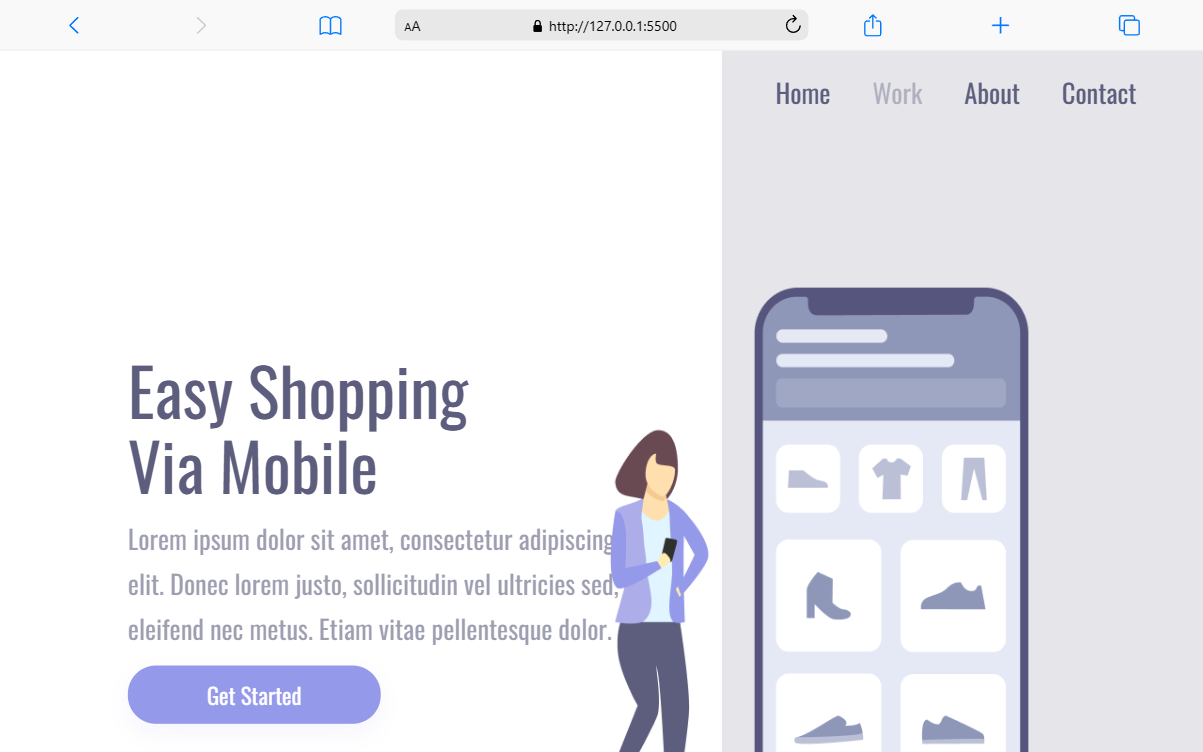 AA http://127.0.0.1:5500
Home Work About Contact
Easy Shopping
Via Mobile
Lorem ipsum dolor sit amet, consectetur adipiscing
elit. Donec lorem justo, sollicitudin vel ultricies sed,
eleifend nec metus. Etiam vitae pellentesque dolor.
Get Started